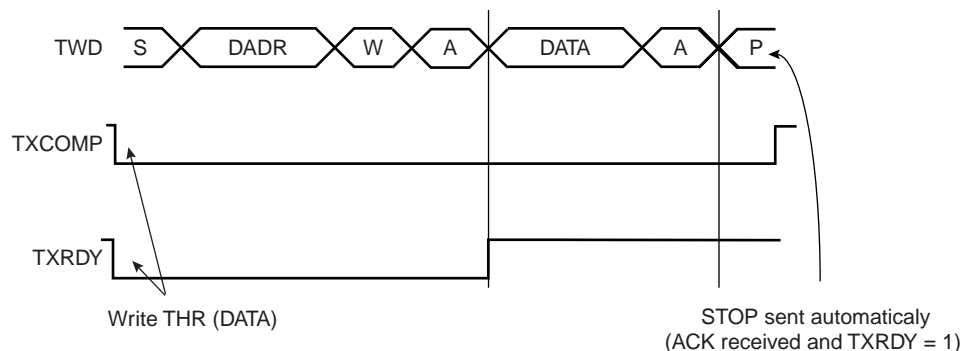 TWD S DADR W A DATA A P
TXCOMP
TXRDY
Write THR (DATA)
STOP sent automaticaly
(ACK received and TXRDY = 1)